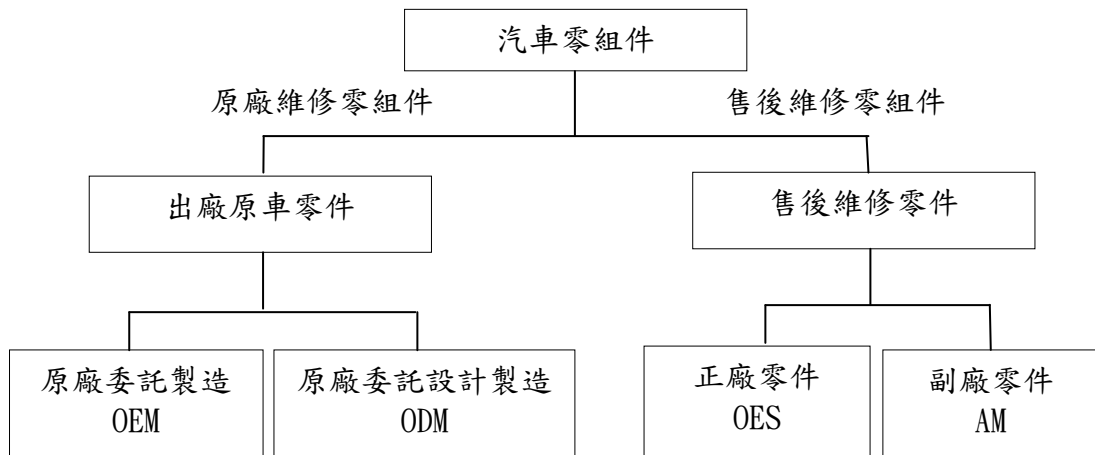 汽車零組件
原廠維修零組件
售後維修零組件
出廠原車零件
售後維修零件
原廠委託製造
OEM
原廠委託設計製造
ODM
正廠零件
OES
副廠零件
AM